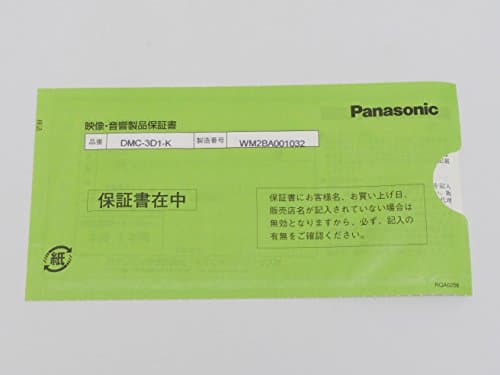 Panasonic
映像・音響製品保証書
品番 DMC-3D1-K 製造番号 WM2BA001032
保証書在中
保証書にお客様名、お買い上げ日、
販売店名が記入されていない場合は
無効となりますから、必ず、記入の
有無をご確認ください。
紙